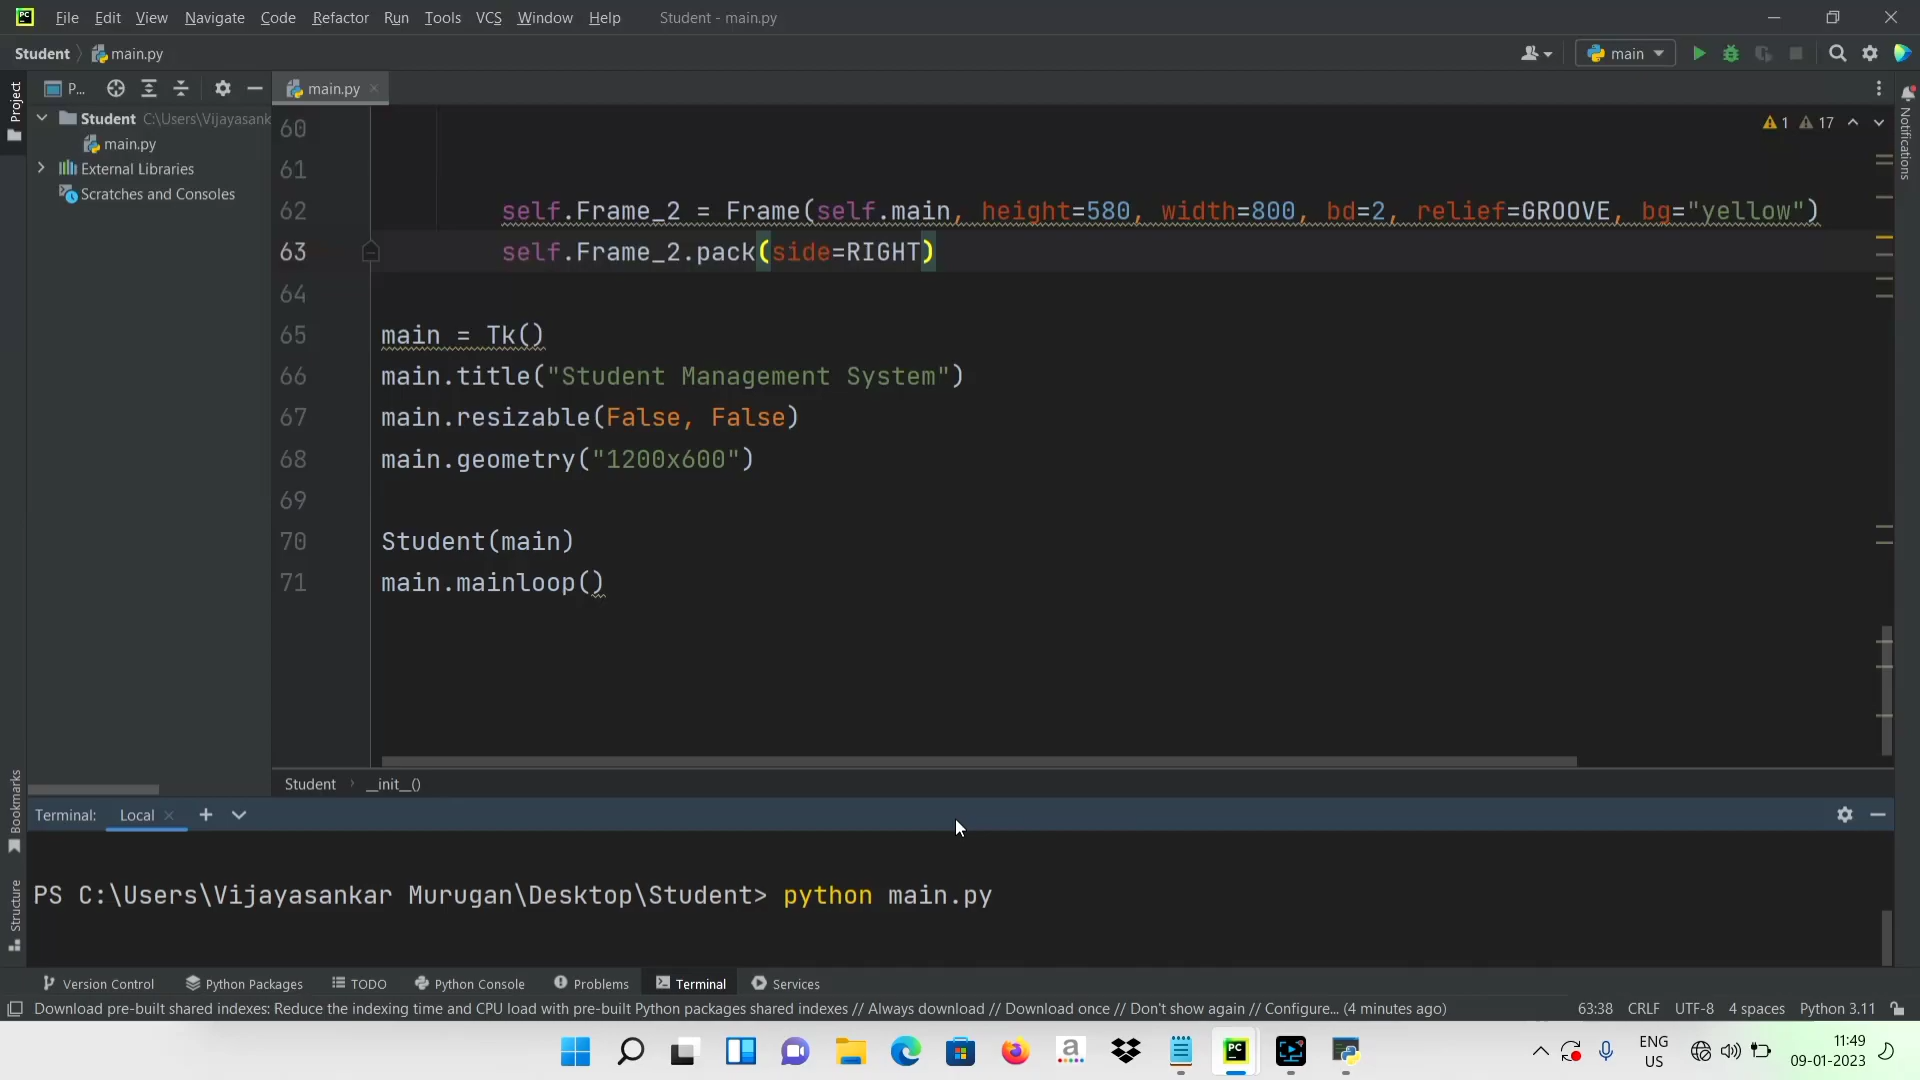 File Edit View Navigate Code Refactor Run Tools VCS Window Help Student - main.py
Student main.py main
Project P... main.py
Student C:\Users\Vijayasank
main.py
External Libraries
Scratches and Consoles
1 17
Notifications
60
61
62 self.Frame_2 = Frame(self.main, height=580, width=800, bd=2, relief=GROOVE, bg="yellow")
63 self.Frame_2.pack(side=RIGHT)
64
65 main = Tk()
66 main.title("Student Management System")
67 main.resizable(False, False)
68 main.geometry("1200x600")
69
70 Student(main)
71 main.mainloop()
Student __init__()
Bookmarks
Structure
Terminal: Local
PS C:\Users\Vijayasankar Murugan\Desktop\Student> python main.py
Version Control Python Packages TODO Python Console Problems Terminal Services
Download pre-built shared indexes: Reduce the indexing time and CPU load with pre-built Python packages shared indexes // Always download // Download once // Don't show again // Configure... (4 minutes ago) 63:38 CRLF UTF-8 4 spaces Python 3.11
ENG
US
11:49
09-01-2023